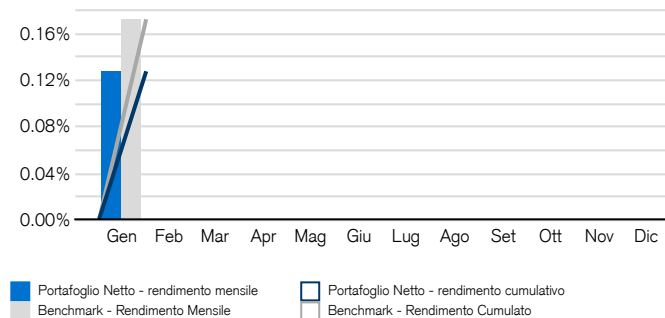 0.16%
0.12%
0.08%
0.04%
0.00%
Gen Feb Mar Apr Mag Giu Lug Ago Set Ott Nov Dic
Portafoglio Netto - rendimento mensile Portafoglio Netto - rendimento cumulativo
Benchmark - Rendimento Mensile Benchmark - Rendimento Cumulato